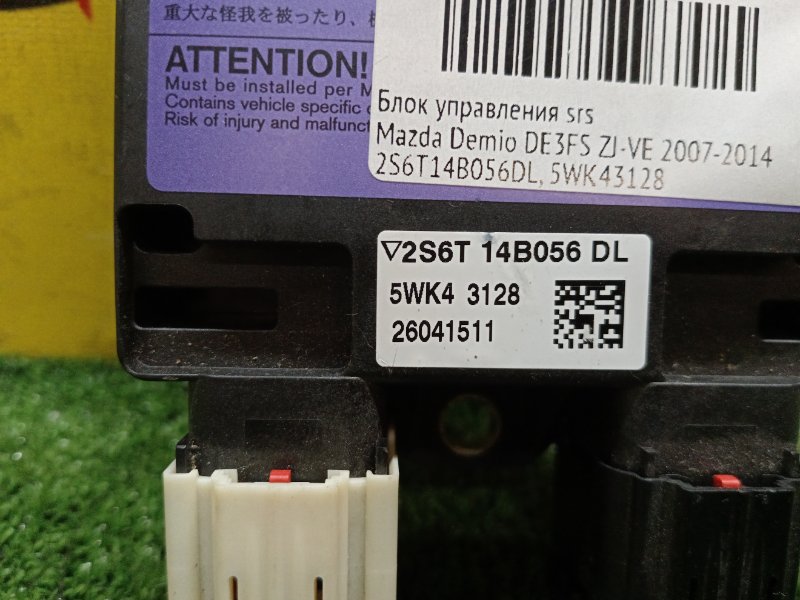 重大な怪我を被ったり、
ATTENTION!
Must be installed per
Contains vehicle specific
Risk of injury and
Блок управления srs
Mazda Demio DE3FS ZJ-VE 2007-2014
2S6T14B056DL, 5WK43128
▽2S6T 14B056 DL
5WK4 3128
26041511